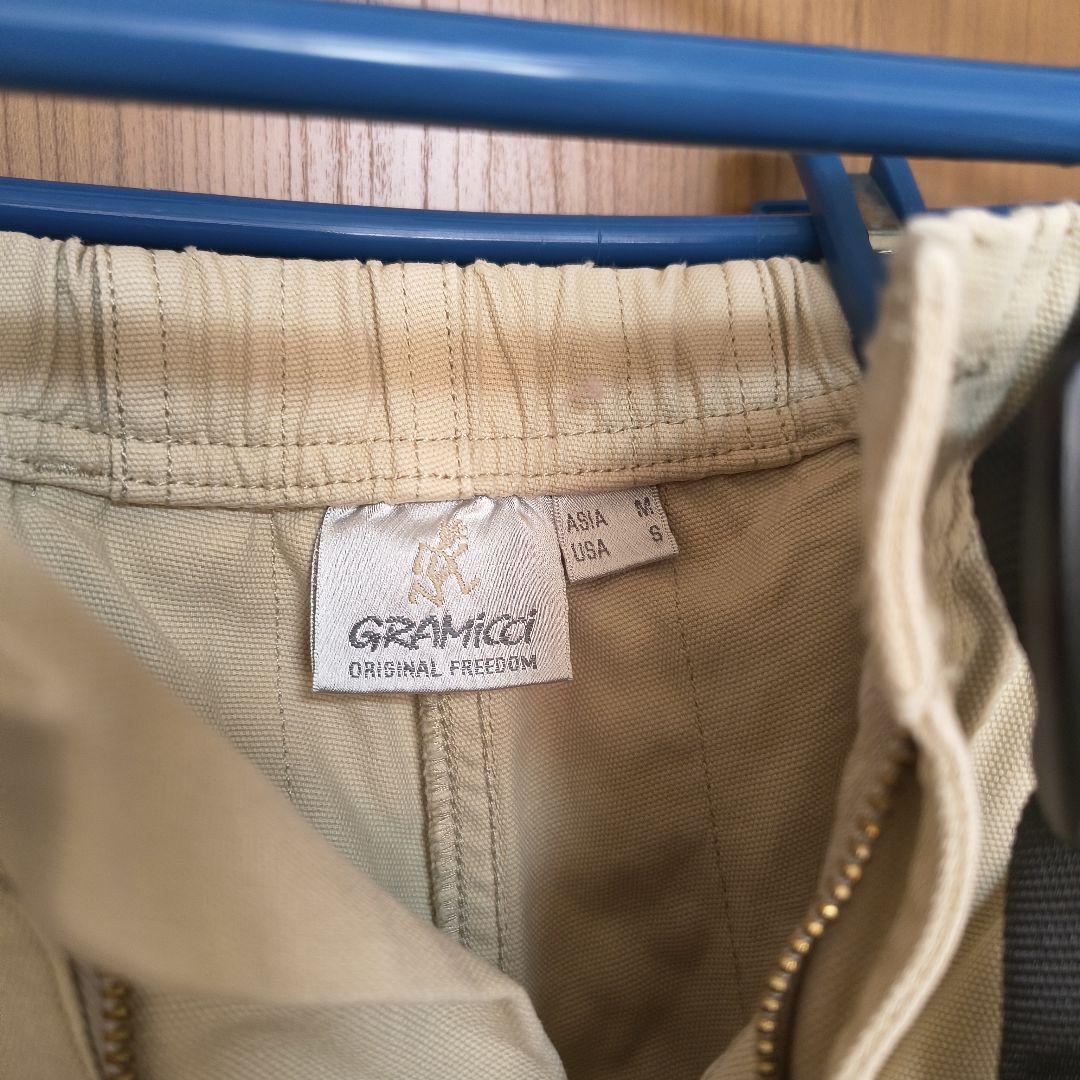 GRAMiCCi
ORIGINAL FREEDOM
ASIA M
USA S